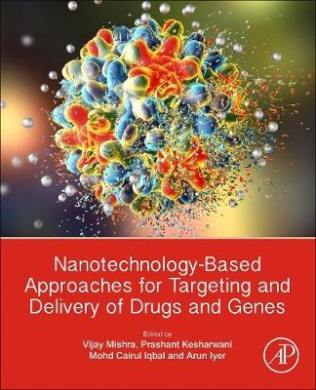 Nanotechnology-Based
Approaches for Targeting and
Delivery of Drugs and Genes
Edited by
Vijay Mishra, Prashant Kesharwani
Mohd Cairul Iqbal and Arun Iyer
AP